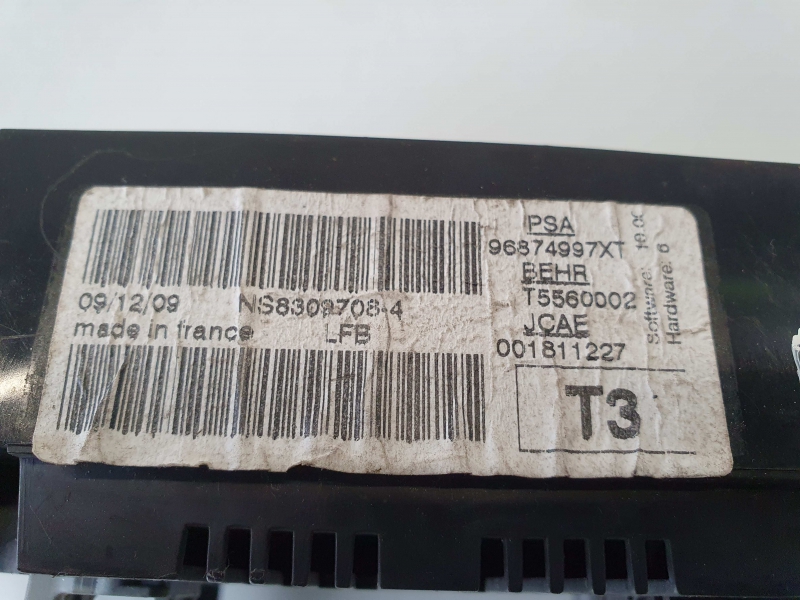 09/12/09 NS8309708-4
made in france LFB
PSA
96874997XT
BEHR
T5560002
JCAE
001811227
T3
Software: 10.00
Hardware: 6